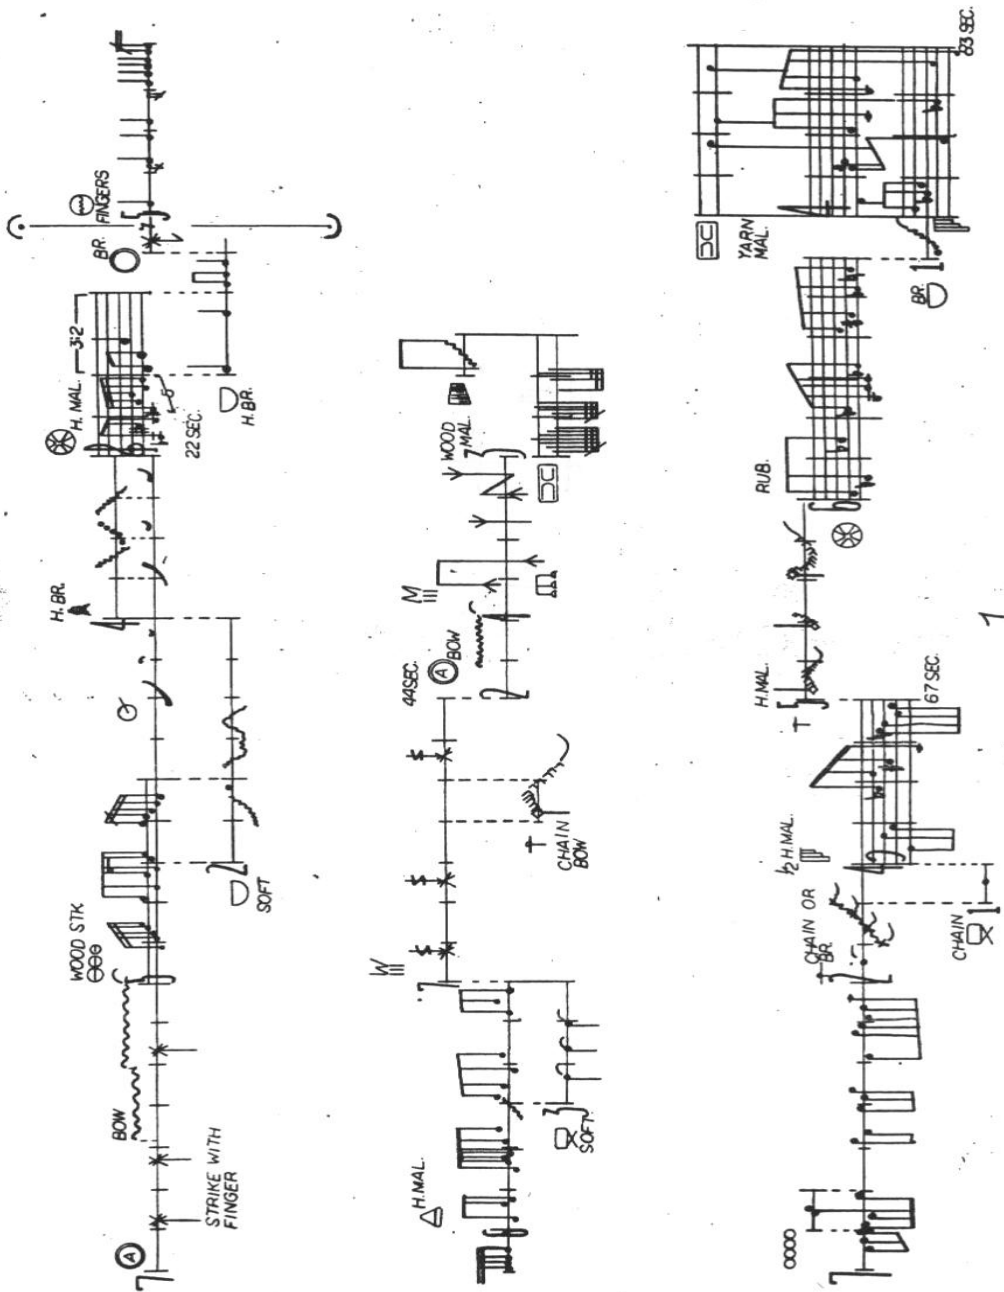 A
STRIKE WITH
FINGER
BOW
WOOD STK
SOFT
H. BR.
H. MAL.
3:2
22 SEC.
H. BR.
BR.
FINGERS
H.MAL.
SOFT
W
CHAIN
BOW
44SEC.
A
BOW
M
WOOD
MAL.
CHAIN OR
BR.
CHAIN
½ H.MAL.
67 SEC.
H.MAL.
RUB.
BR.
YARN
MAL.
83 SEC.
1